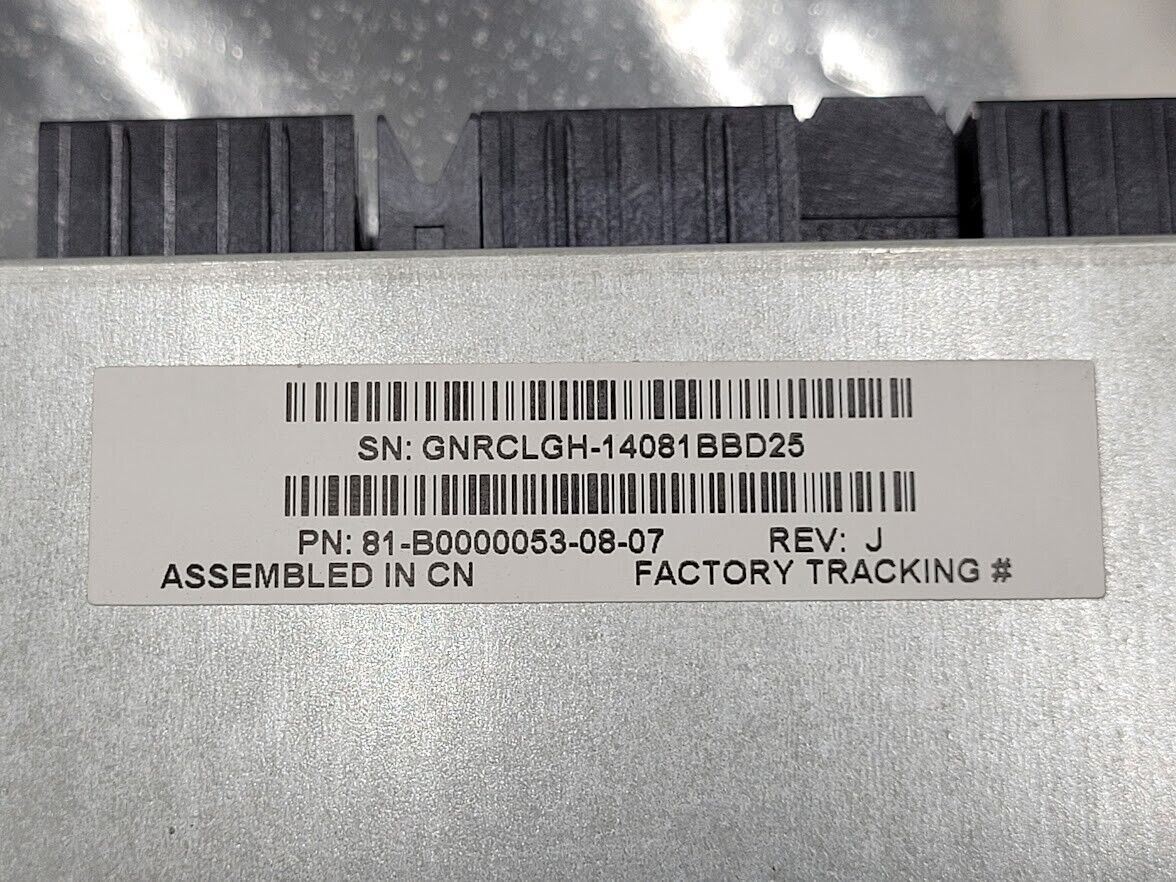 SN: GNRCLGH-14081BBD25
PN: 81-B0000053-08-07 REV: J
ASSEMBLED IN CN FACTORY TRACKING #